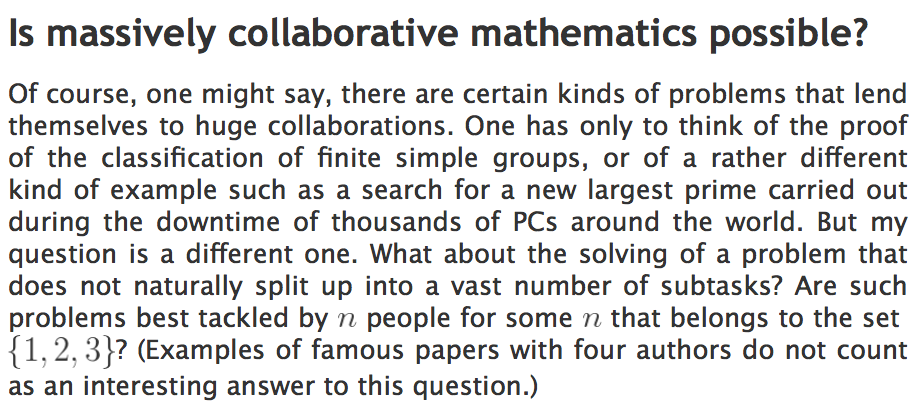 Is massively collaborative mathematics possible?
Of course, one might say, there are certain kinds of problems that lend
themselves to huge collaborations. One has only to think of the proof
of the classification of finite simple groups, or of a rather different
kind of example such as a search for a new largest prime carried out
during the downtime of thousands of PCs around the world. But my
question is a different one. What about the solving of a problem that
does not naturally split up into a vast number of subtasks? Are such
problems best tackled by n people for some n that belongs to the set
{1, 2, 3}? (Examples of famous papers with four authors do not count
as an interesting answer to this question.)